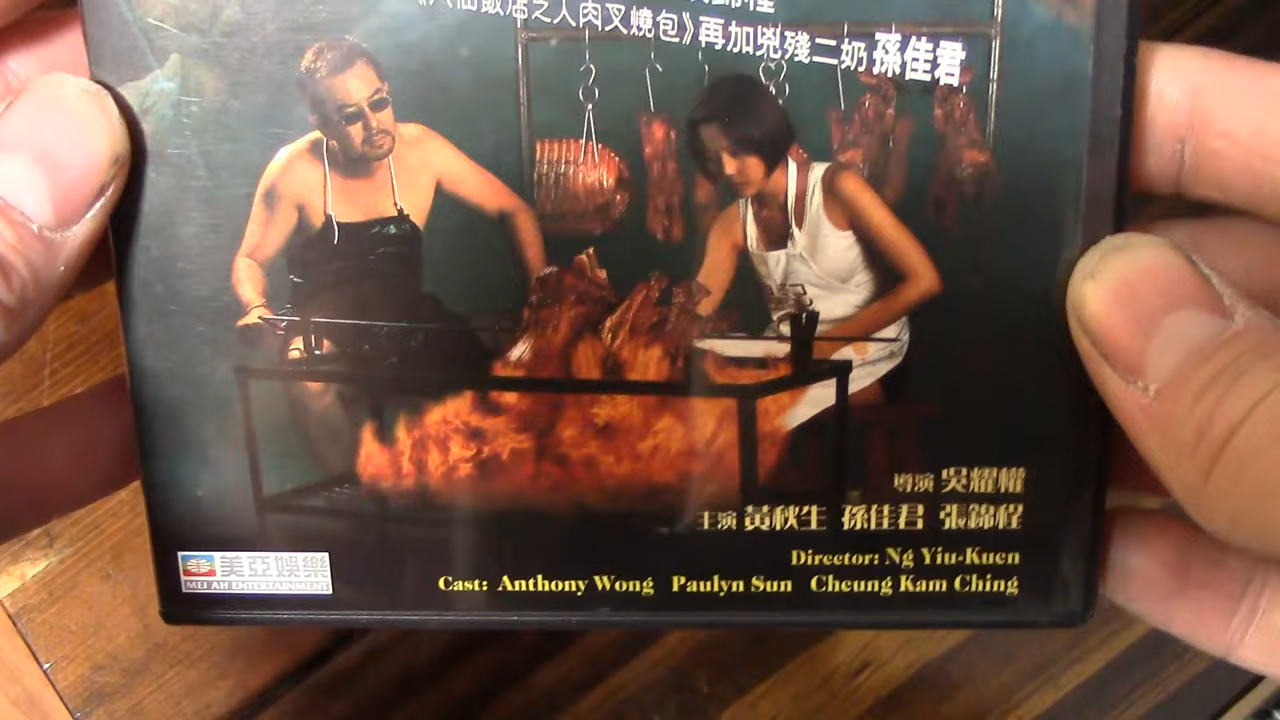 錦程
《八仙飯店之人肉叉燒包》再加兇殘二奶 孫佳君
導演 吳耀權
主演 黃秋生 孫佳君 張錦程
Director: Ng Yiu-Kuen
Cast: Anthony Wong Paulyn Sun Cheung Kam Ching
美亞娛樂
MEI AH ENTERTAINMENT